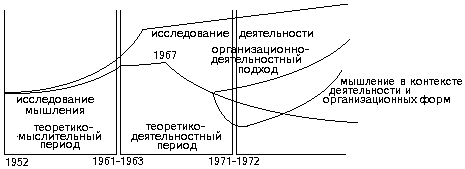 исследование деятельности
1967
организационно-
деятельностный
подход
мышление в контексте
деятельности и
организационных форм
исследование
мышления
теоретико-
мыслительный
период
теоретико-
деятельностный
период
1952
1961-1963
1971-1972